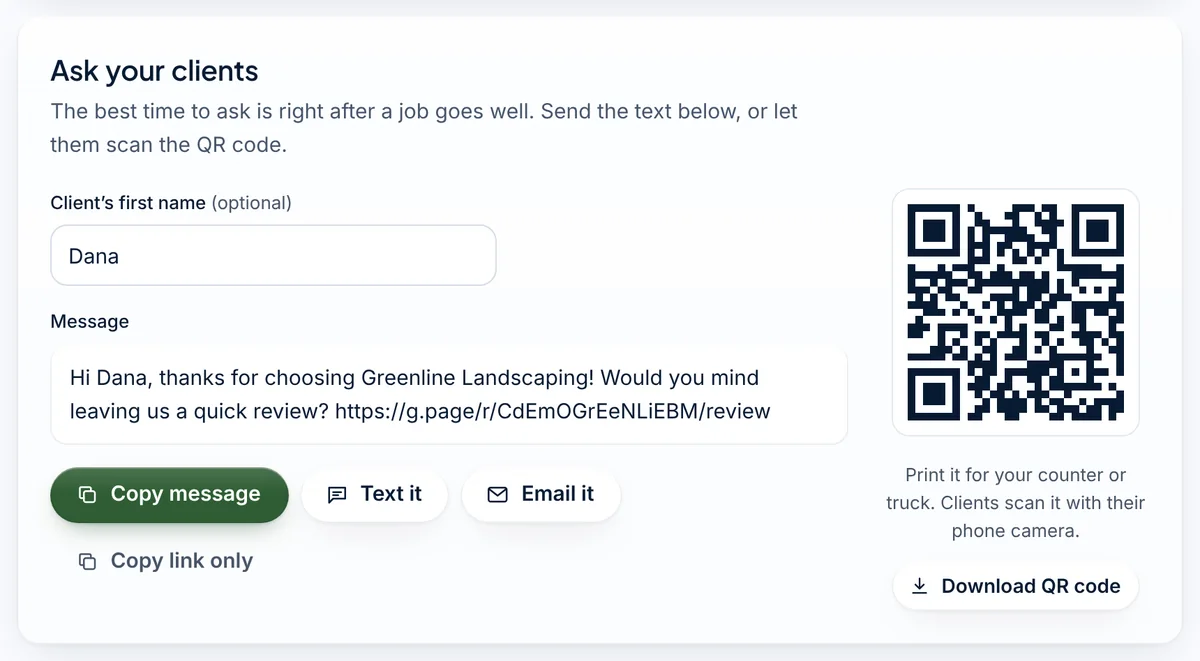 Ask your clients
The best time to ask is right after a job goes well. Send the text below, or let
them scan the QR code.
Client’s first name (optional)
Dana
Message
Hi Dana, thanks for choosing Greenline Landscaping! Would you mind
leaving us a quick review? https://g.page/r/CdEmOGrEeNLiEBM/review
Copy message
Text it
Email it
Copy link only
Print it for your counter or
truck. Clients scan it with their
phone camera.
Download QR code